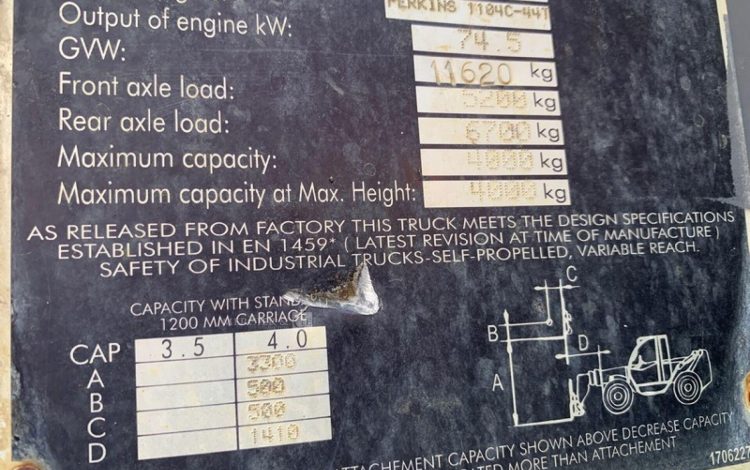 Output of engine kW: PERKINS 1104C-44T
GVW: 74.5
11620 kg
Front axle load: 5200 kg
Rear axle load: 6700 kg
Maximum capacity: 4000 kg
Maximum capacity at Max. Height: 4000 kg
AS RELEASED FROM FACTORY THIS TRUCK MEETS THE DESIGN SPECIFICATIONS
ESTABLISHED IN EN 1459* ( LATEST REVISION AT TIME OF MANUFACTURE )
SAFETY OF INDUSTRIAL TRUCKS-SELF-PROPELLED, VARIABLE REACH.
CAPACITY WITH
1200 MM CARRIAGE
CAP 3.5 4.0
A 3300
B 500
C 500
D 1410
C
B
D
A
CAPACITY SHOWN ABOVE DECREASE CAPACITY
MORE THAN ATTACHEMENT
170622